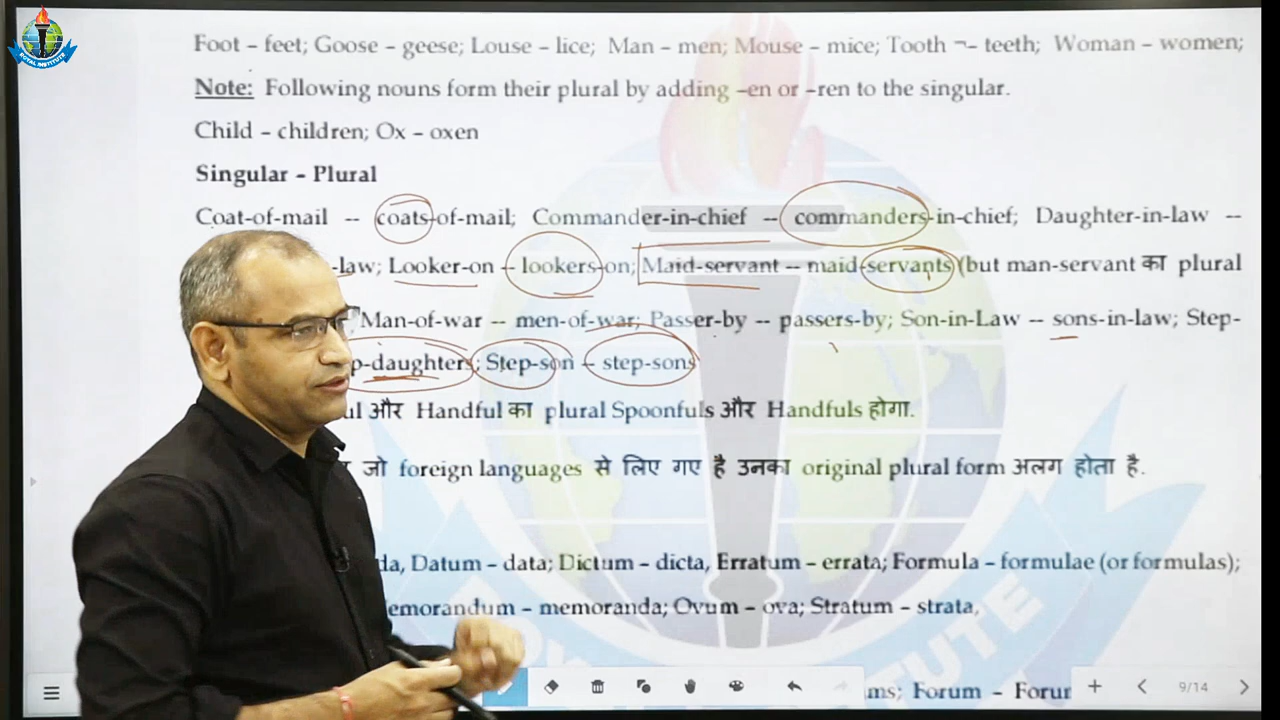 ROYAL INSTITUTE
Foot – feet; Goose – geese; Louse – lice; Man – men; Mouse – mice; Tooth ¬– teeth; Woman – women;
Note: Following nouns form their plural by adding –en or –ren to the singular.
Child – children; Ox – oxen
Singular – Plural
Coat-of-mail -- coats-of-mail; Commander-in-chief -- commanders-in-chief; Daughter-in-law --
-law; Looker-on – lookers-on; Maid-servant -- maid-servants (but man-servant का plural
Man-of-war -- men-of-war; Passer-by -- passers-by; Son-in-Law -- sons-in-law; Step-
p-daughters; Step-son – step-sons
और Handful का plural Spoonfuls और Handfuls होगा.
जो foreign languages से लिए गए है उनका original plural form अलग होता है.
da, Datum – data; Dictum – dicta, Erratum – errata; Formula – formulae (or formulas);
emorandum – memoranda; Ovum – ova; Stratum – strata,
ms; Forum – Forur
9/14